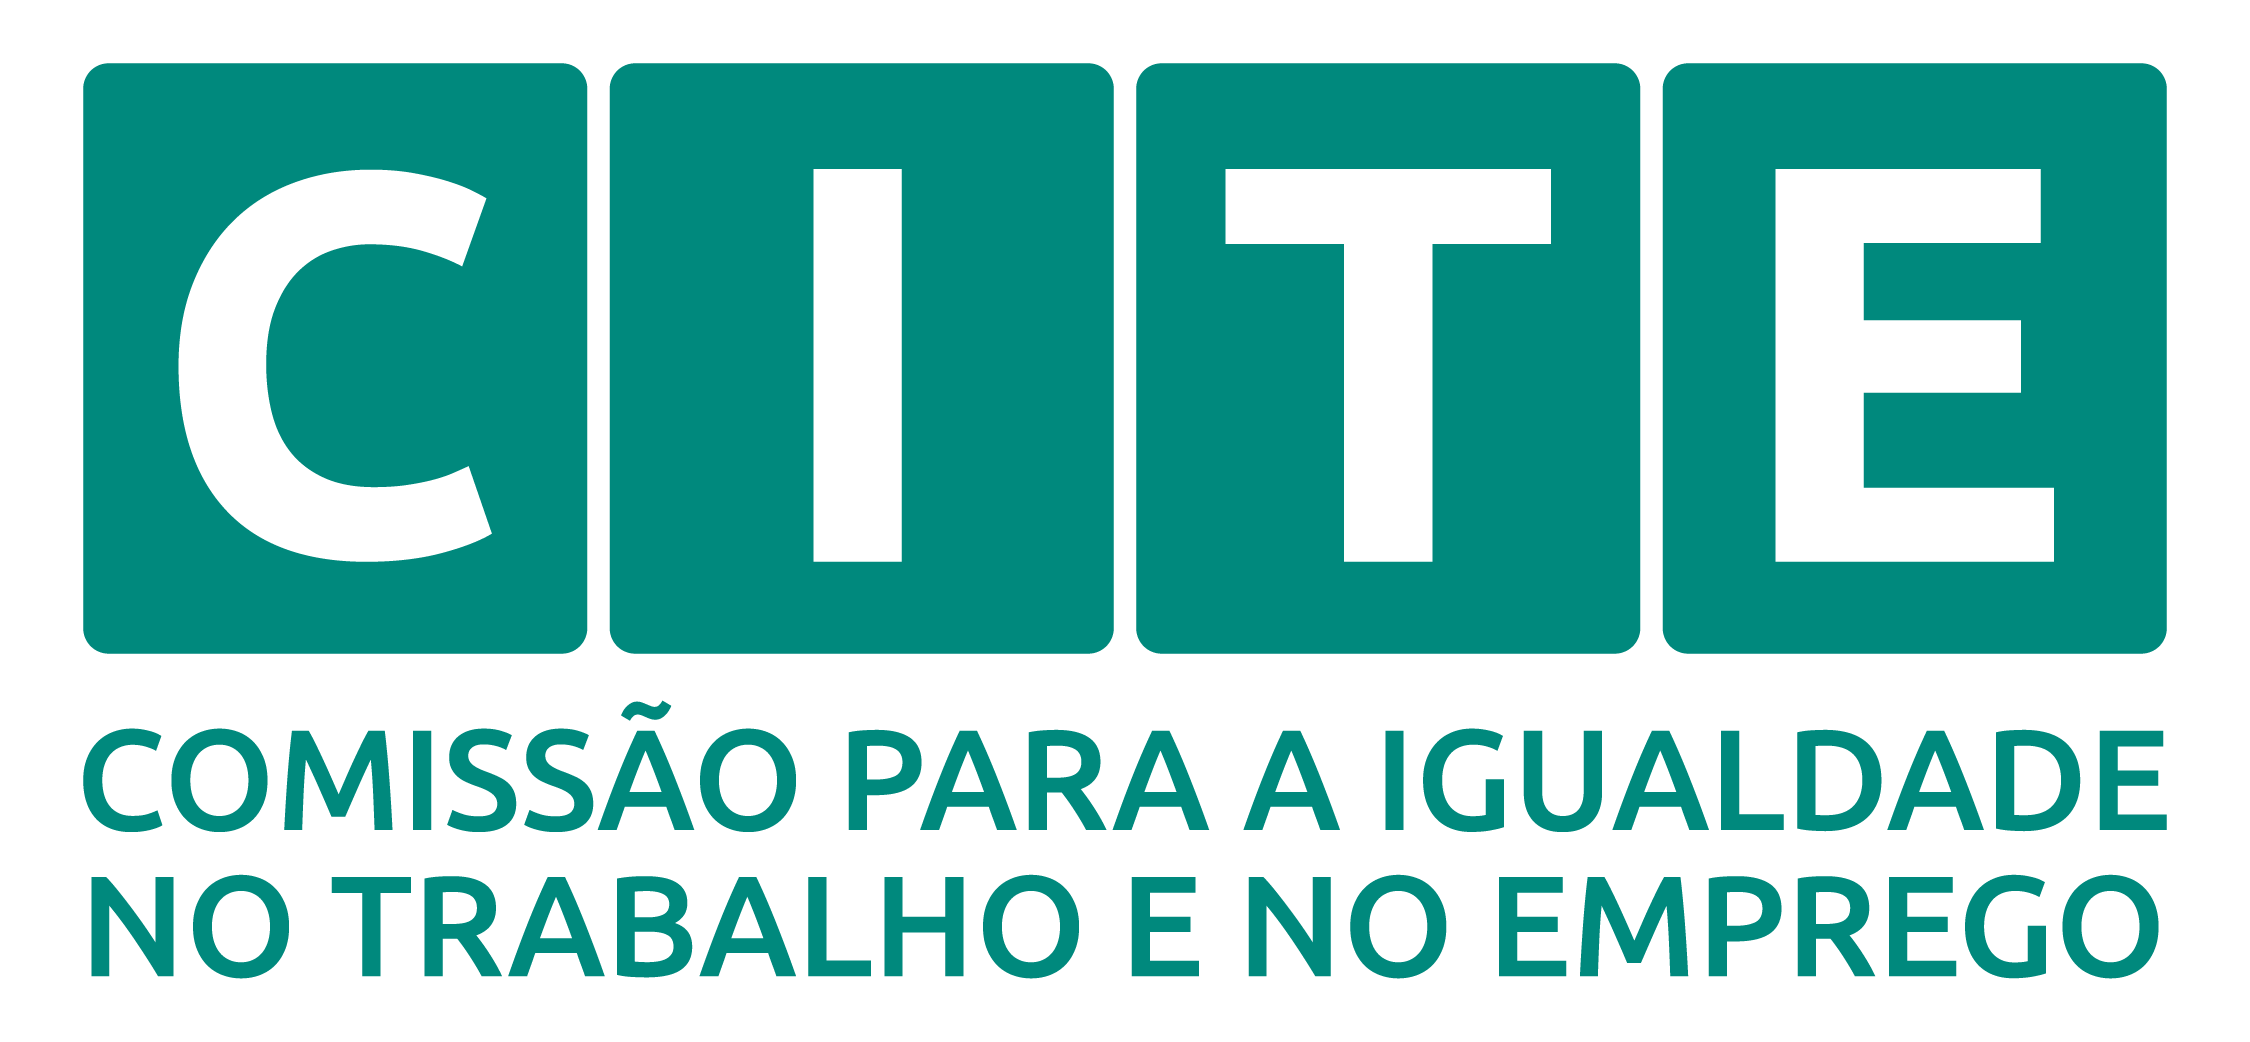 CITE
COMISSÃO PARA A IGUALDADE
NO TRABALHO E NO EMPREGO